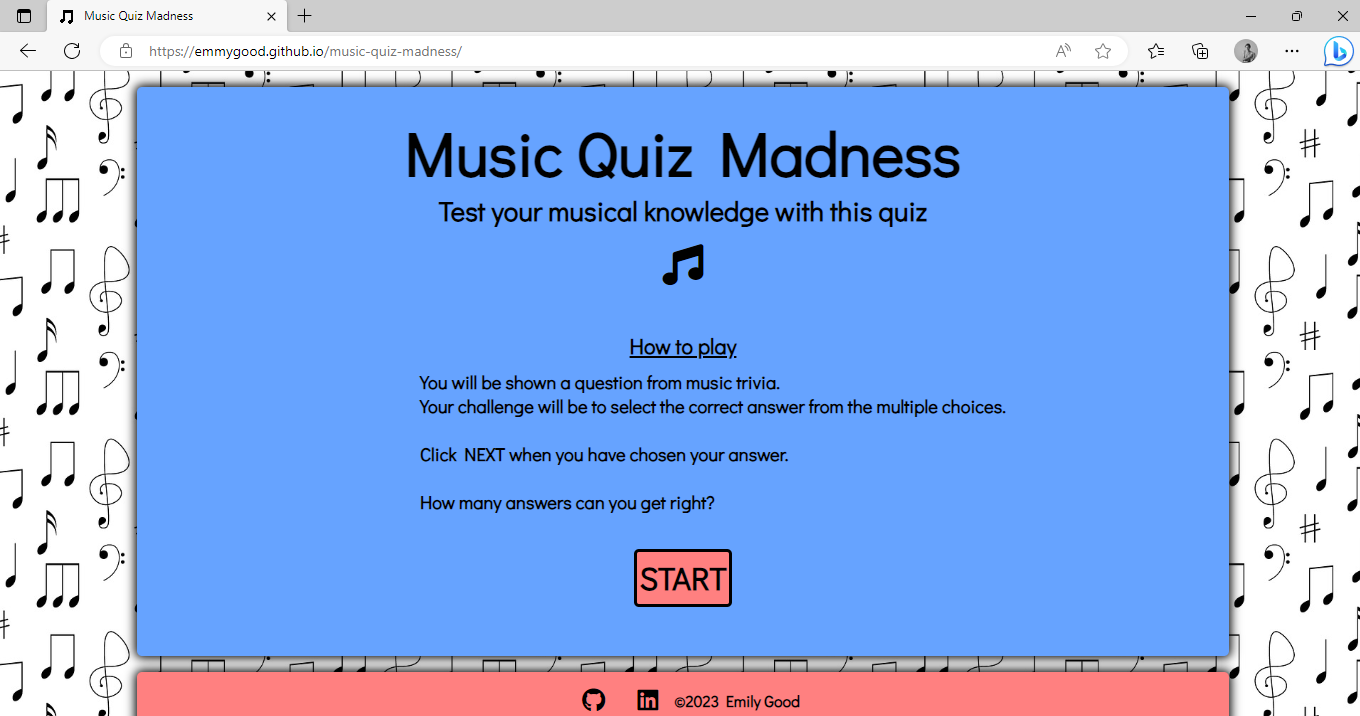 Music Quiz Madness
https://emmygood.github.io/music-quiz-madness/
Music Quiz Madness
Test your musical knowledge with this quiz
How to play
You will be shown a question from music trivia.
Your challenge will be to select the correct answer from the multiple choices.
Click NEXT when you have chosen your answer.
How many answers can you get right?
START
©2023 Emily Good